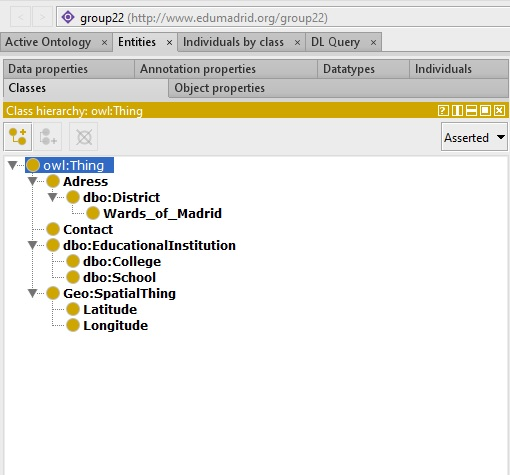 group22 (http://www.edumadrid.org/group22)
Active Ontology × Entities × Individuals by class × DL Query ×
Data properties Annotation properties Datatypes Individuals
Classes Object properties
Class hierarchy: owl:Thing
Asserted
owl:Thing
Adress
dbo:District
Wards_of_Madrid
Contact
dbo:EducationalInstitution
dbo:College
dbo:School
Geo:SpatialThing
Latitude
Longitude